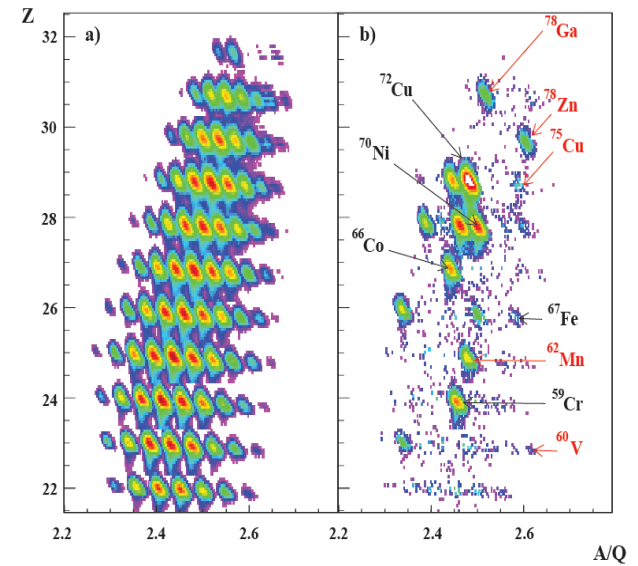 Z
a)
b)
32
30
28
26
24
22
2.2
2.4
2.6
2.2
2.4
2.6
A/Q
⁷⁸Ga
⁷²Cu
⁷⁸Zn
⁷⁵Cu
⁷⁰Ni
⁶⁶Co
⁶⁷Fe
⁶²Mn
⁵⁹Cr
⁶⁰V